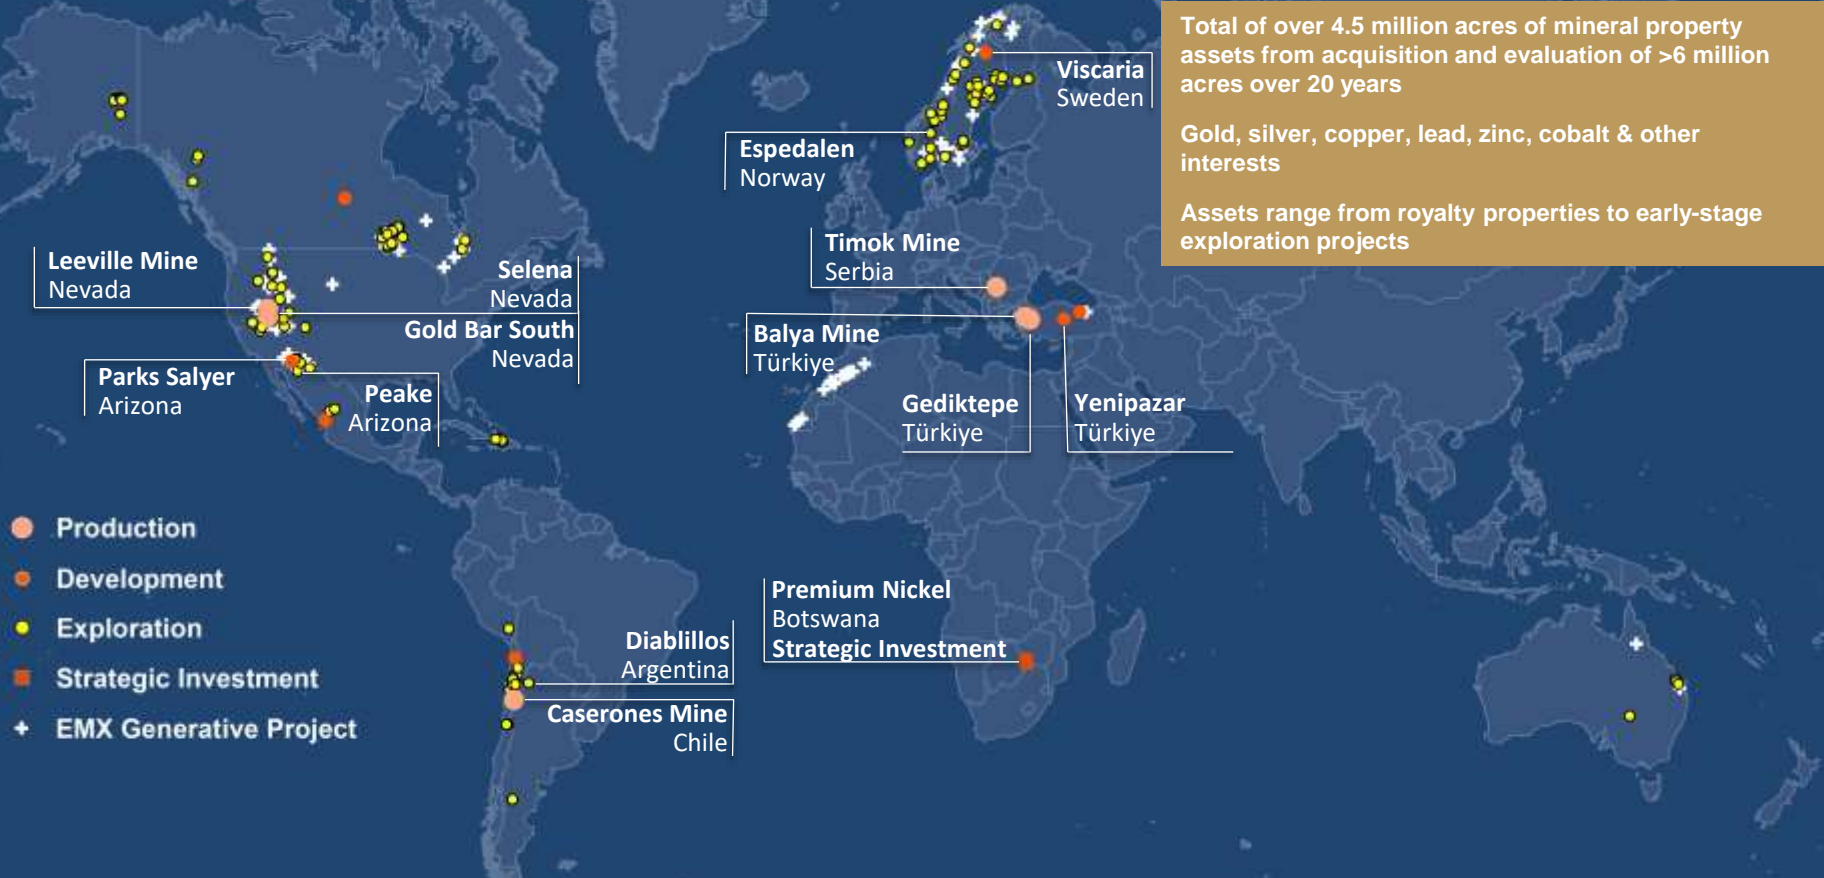 Total of over 4.5 million acres of mineral property
assets from acquisition and evaluation of >6 million
acres over 20 years
Gold, silver, copper, lead, zinc, cobalt & other
interests
Assets range from royalty properties to early-stage
exploration projects
Viscaria
Sweden
Espedalen
Norway
Timok Mine
Serbia
Leeville Mine
Nevada
Selena
Nevada
Gold Bar South
Nevada
Balya Mine
Türkiye
Parks Salyer
Arizona
Peake
Arizona
Gediktepe
Türkiye
Yenipazar
Türkiye
Production
Development
Exploration
Strategic Investment
EMX Generative Project
Premium Nickel
Botswana
Strategic Investment
Diablillos
Argentina
Caserones Mine
Chile